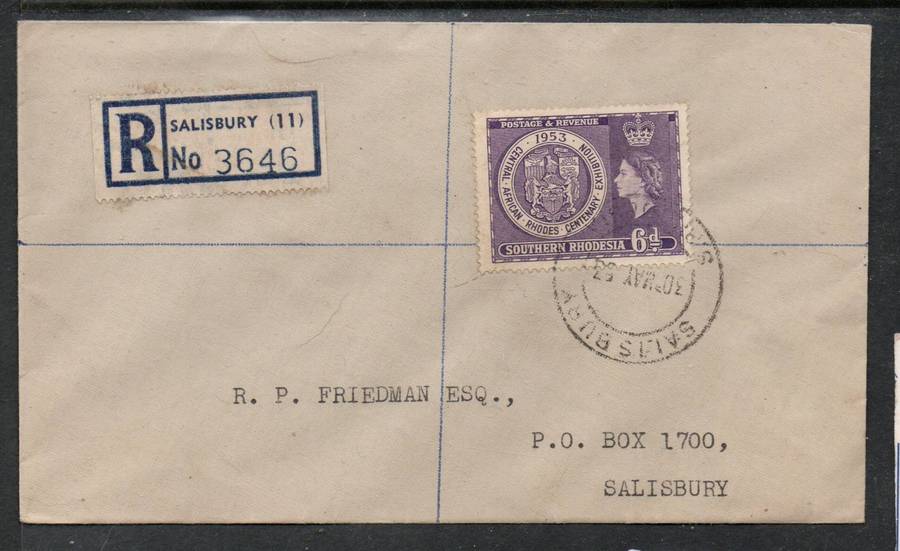 R SALISBURY (11)
No 3646
POSTAGE & REVENUE
1953
CENTRAL · AFRICAN · RHODES · CENTENARY · EXHIBITION
SOUTHERN RHODESIA 6d
SALISBURY
30 MAY 53
SALISBURY
R. P. FRIEDMAN ESQ.,
P.O. BOX 1700,
SALISBURY